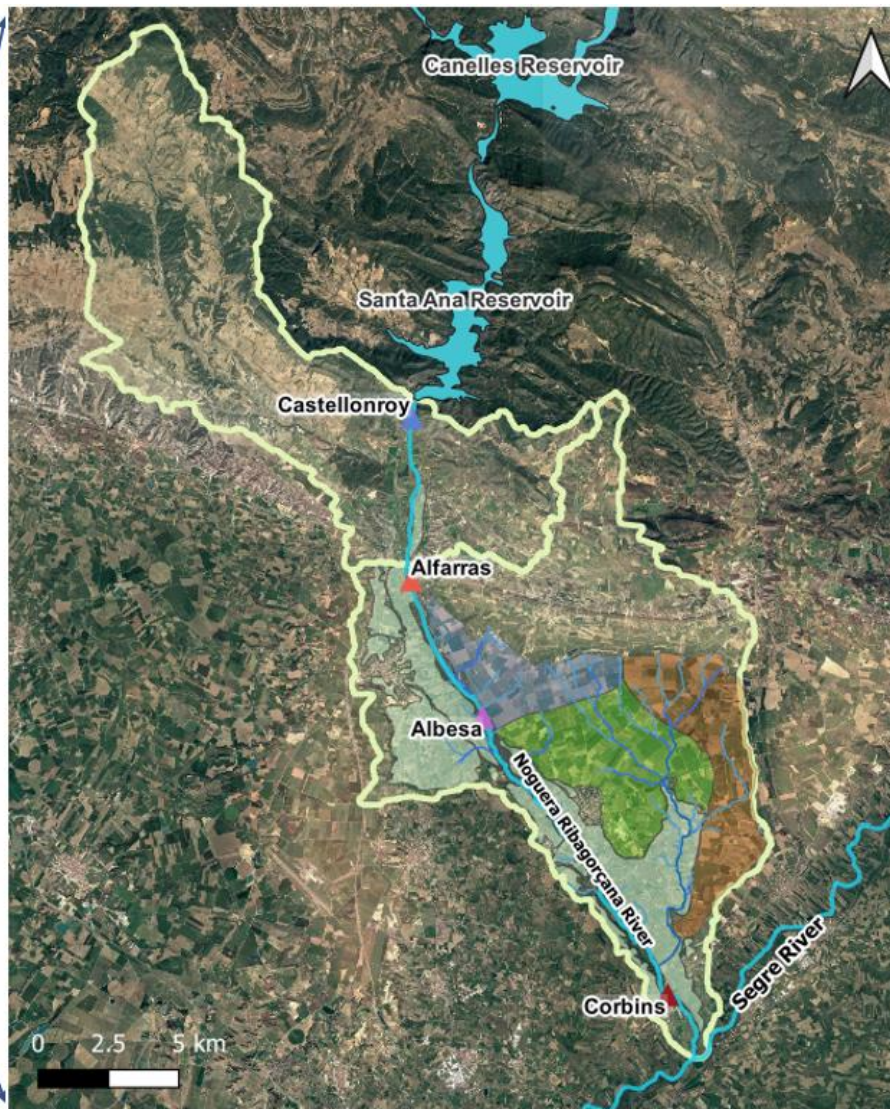 Canelles Reservoir
Santa Ana Reservoir
Castellonroy
Alfarras
Albesa
Noguera Ribagorçana River
Segre River
Corbins
0 2.5 5 km